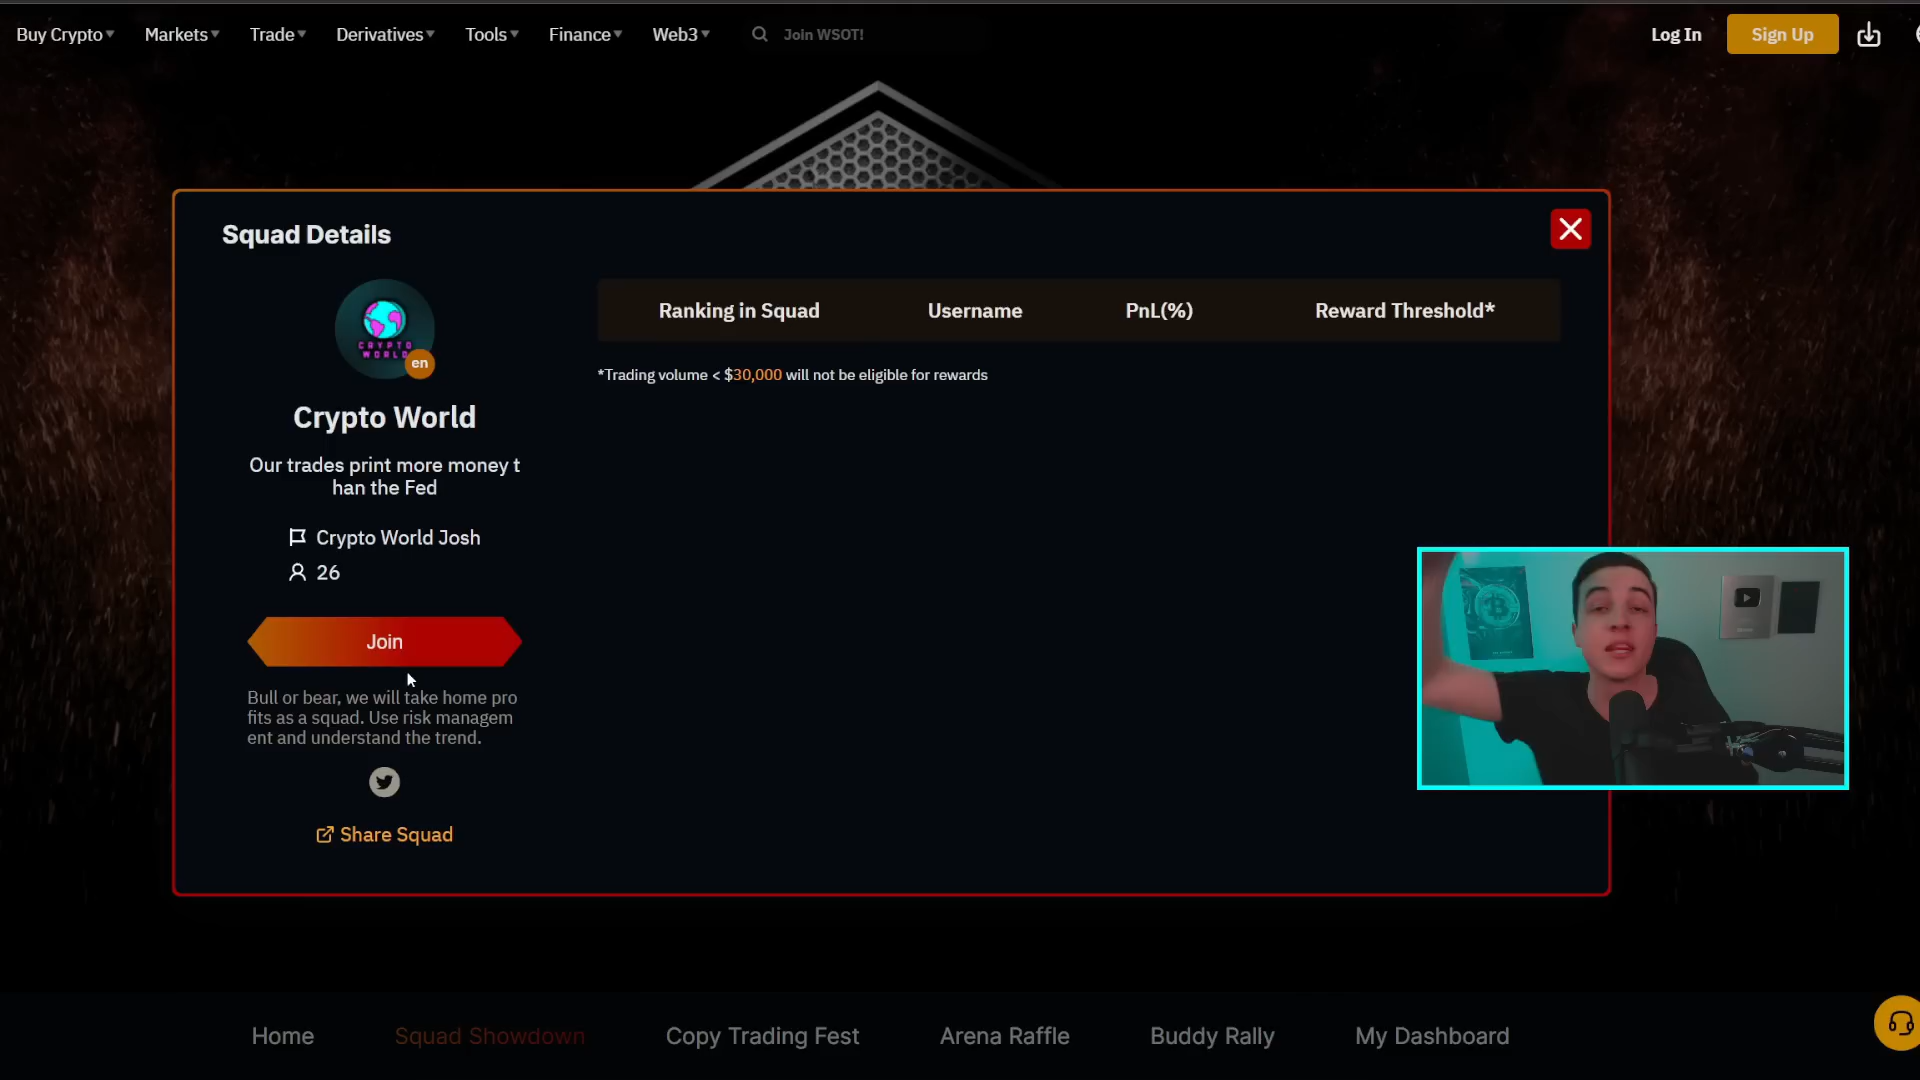 Buy Crypto Markets Trade Derivatives Tools Finance Web3 Join WSOT! Log In Sign Up
Squad Details
Ranking in Squad Username PnL(%) Reward Threshold*
*Trading volume < $30,000 will not be eligible for rewards
CRYPTO
WORLD
en
Crypto World
Our trades print more money t
han the Fed
Crypto World Josh
26
Join
Bull or bear, we will take home pro
fits as a squad. Use risk managem
ent and understand the trend.
Share Squad
Home Squad Showdown Copy Trading Fest Arena Raffle Buddy Rally My Dashboard